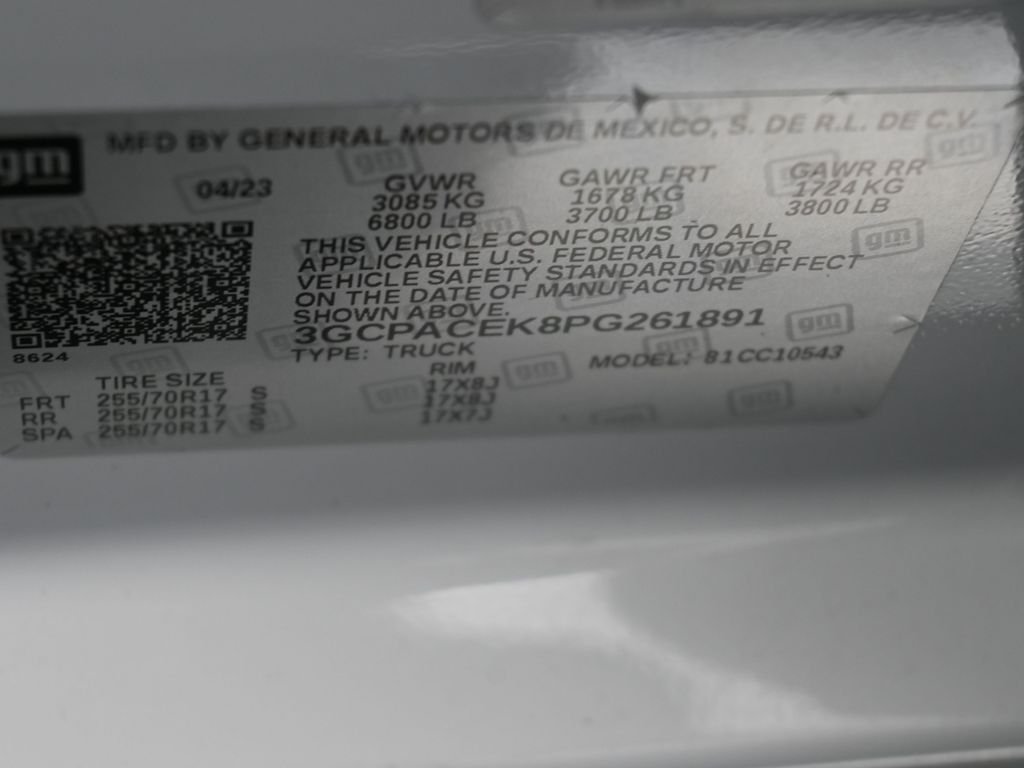 gm
MFD BY GENERAL MOTORS DE MEXICO, S. DE R.L. DE C.V.
04/23 GVWR GAWR FRT GAWR RR
3085 KG 1678 KG 1724 KG
6800 LB 3700 LB 3800 LB
THIS VEHICLE CONFORMS TO ALL
APPLICABLE U.S. FEDERAL MOTOR
VEHICLE SAFETY STANDARDS IN EFFECT
ON THE DATE OF MANUFACTURE
SHOWN ABOVE.
3GCPACEK8PG261891
8624
TYPE: TRUCK MODEL: 81CC10543
TIRE SIZE RIM
FRT 255/70R17 S 17X8J
RR 255/70R17 S 17X8J
SPA 255/70R17 S 17X7J